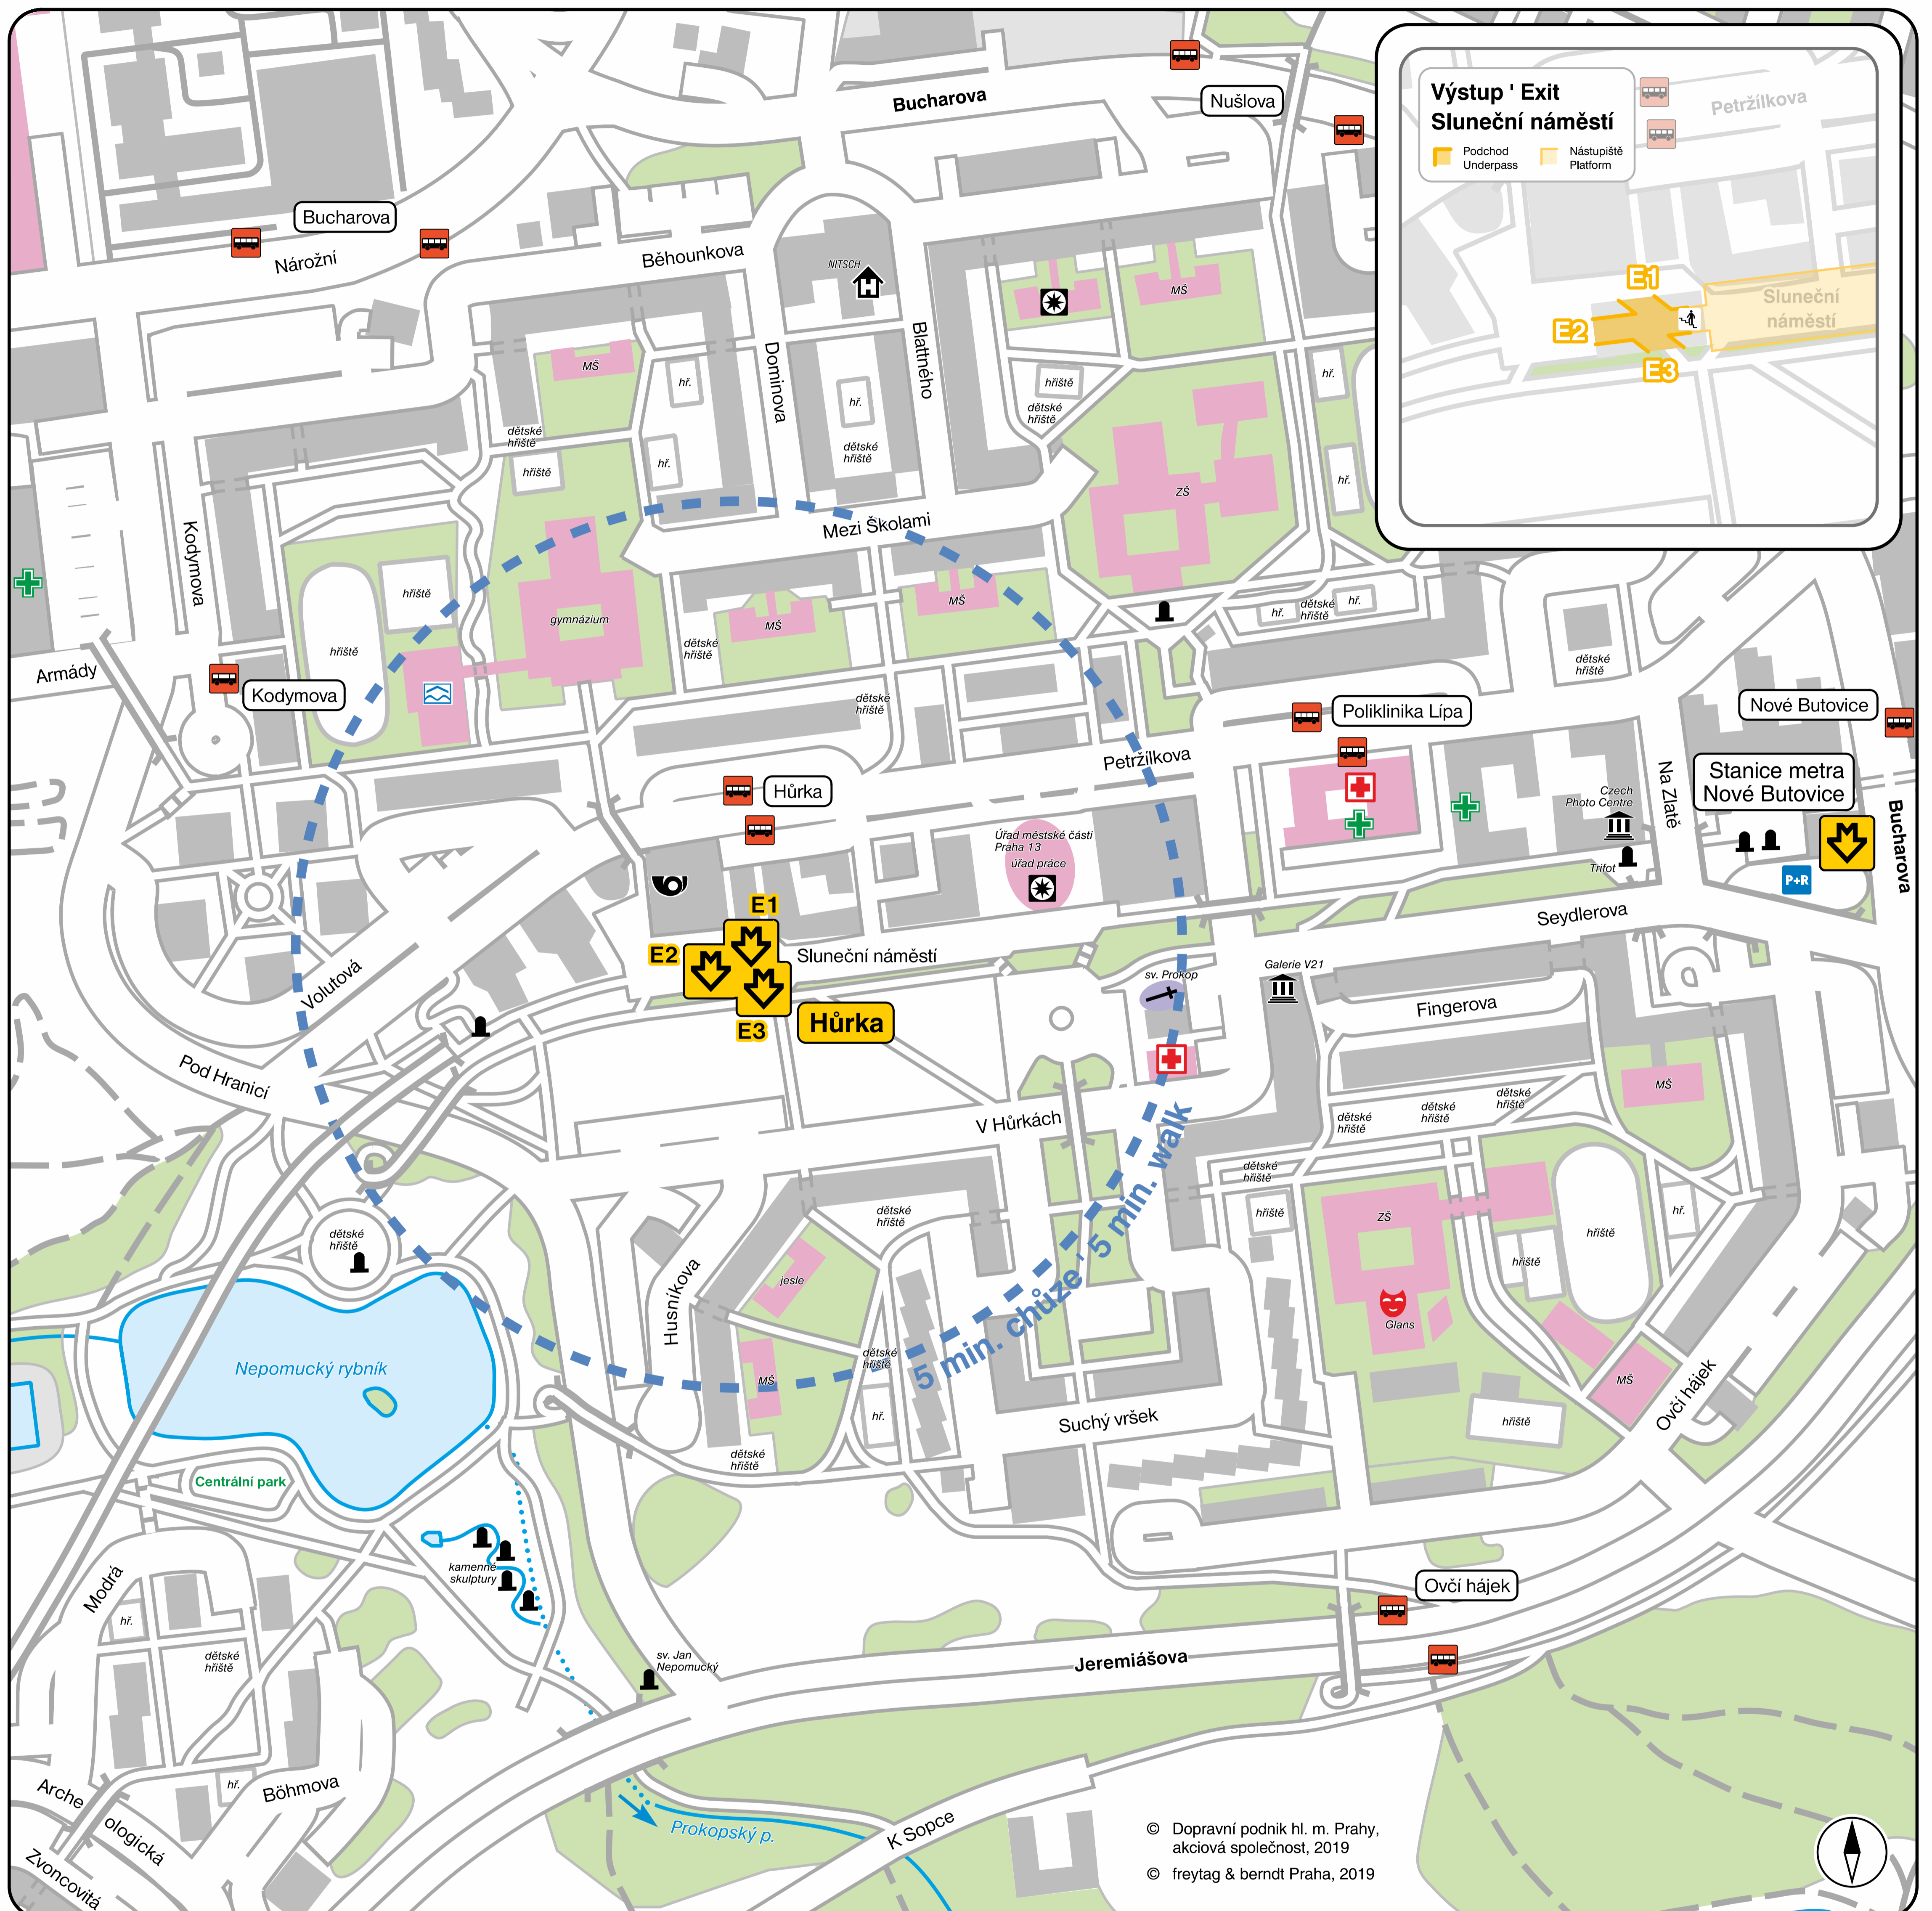 Výstup ' Exit
Sluneční náměstí
Podchod
Underpass
Nástupiště
Platform
Petržílkova
E1
E2
E3
Sluneční
náměstí
Bucharova
Nušlova
Bucharova
Nárožní
Běhounkova
NITSCH
MŠ
MŠ
Dominova
Blattného
hř.
hř.
hřiště
hř.
dětské
hřiště
dětské
hřiště
hřiště
hř.
dětské
hřiště
hř.
ZŠ
Mezi Školami
Kodymova
hřiště
hřiště
gymnázium
MŠ
MŠ
dětské
hřiště
hř.
dětské
hřiště
hř.
dětské
hřiště
Armády
Kodymova
dětské
hřiště
Poliklinika Lípa
Nové Butovice
Petržílkova
Hůrka
Stanice metra
Nové Butovice
Na Zlatě
Bucharova
Czech
Photo Centre
Trifot
P+R
Úřad městské části
Praha 13
úřad práce
E1
E2
E3
Sluneční náměstí
Hůrka
Seydlerova
Volutová
Pod Hranicí
sv. Prokop
Galerie V21
Fingerova
MŠ
V Hůrkách
dětské
hřiště
dětské
hřiště
dětské
hřiště
dětské
hřiště
5 min. chůze ' 5 min. walk
dětské
hřiště
dětské
hřiště
hřiště
ZŠ
hřiště
hřiště
hř.
jesle
Husníkova
Glans
MŠ
dětské
hřiště
MŠ
hř.
Suchý vršek
hřiště
Ovčí hájek
dětské
hřiště
Nepomucký rybník
Centrální park
kamenné
skulptury
Modrá
hř.
dětské
hřiště
Ovčí hájek
sv. Jan
Nepomucký
Jeremiášova
hř.
Böhmova
Arche
ologická
Zvoncovitá
Prokopský p.
K Sopce
© Dopravní podnik hl. m. Prahy,
akciová společnost, 2019
© freytag & berndt Praha, 2019